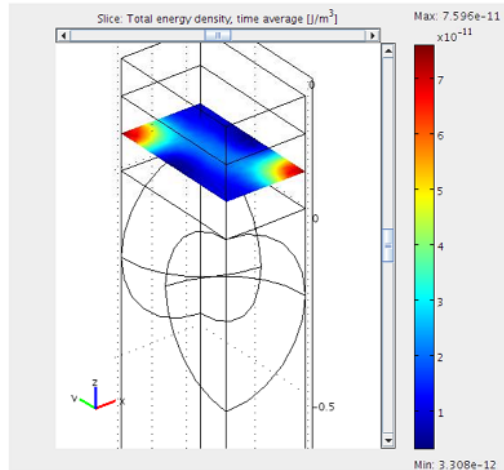 Slice: Total energy density, time average [J/m³]
Max: 7.596e-11
x10⁻¹¹
7
6
5
4
3
2
1
Min: 3.308e-12
0
0
-0.5
z
y
x